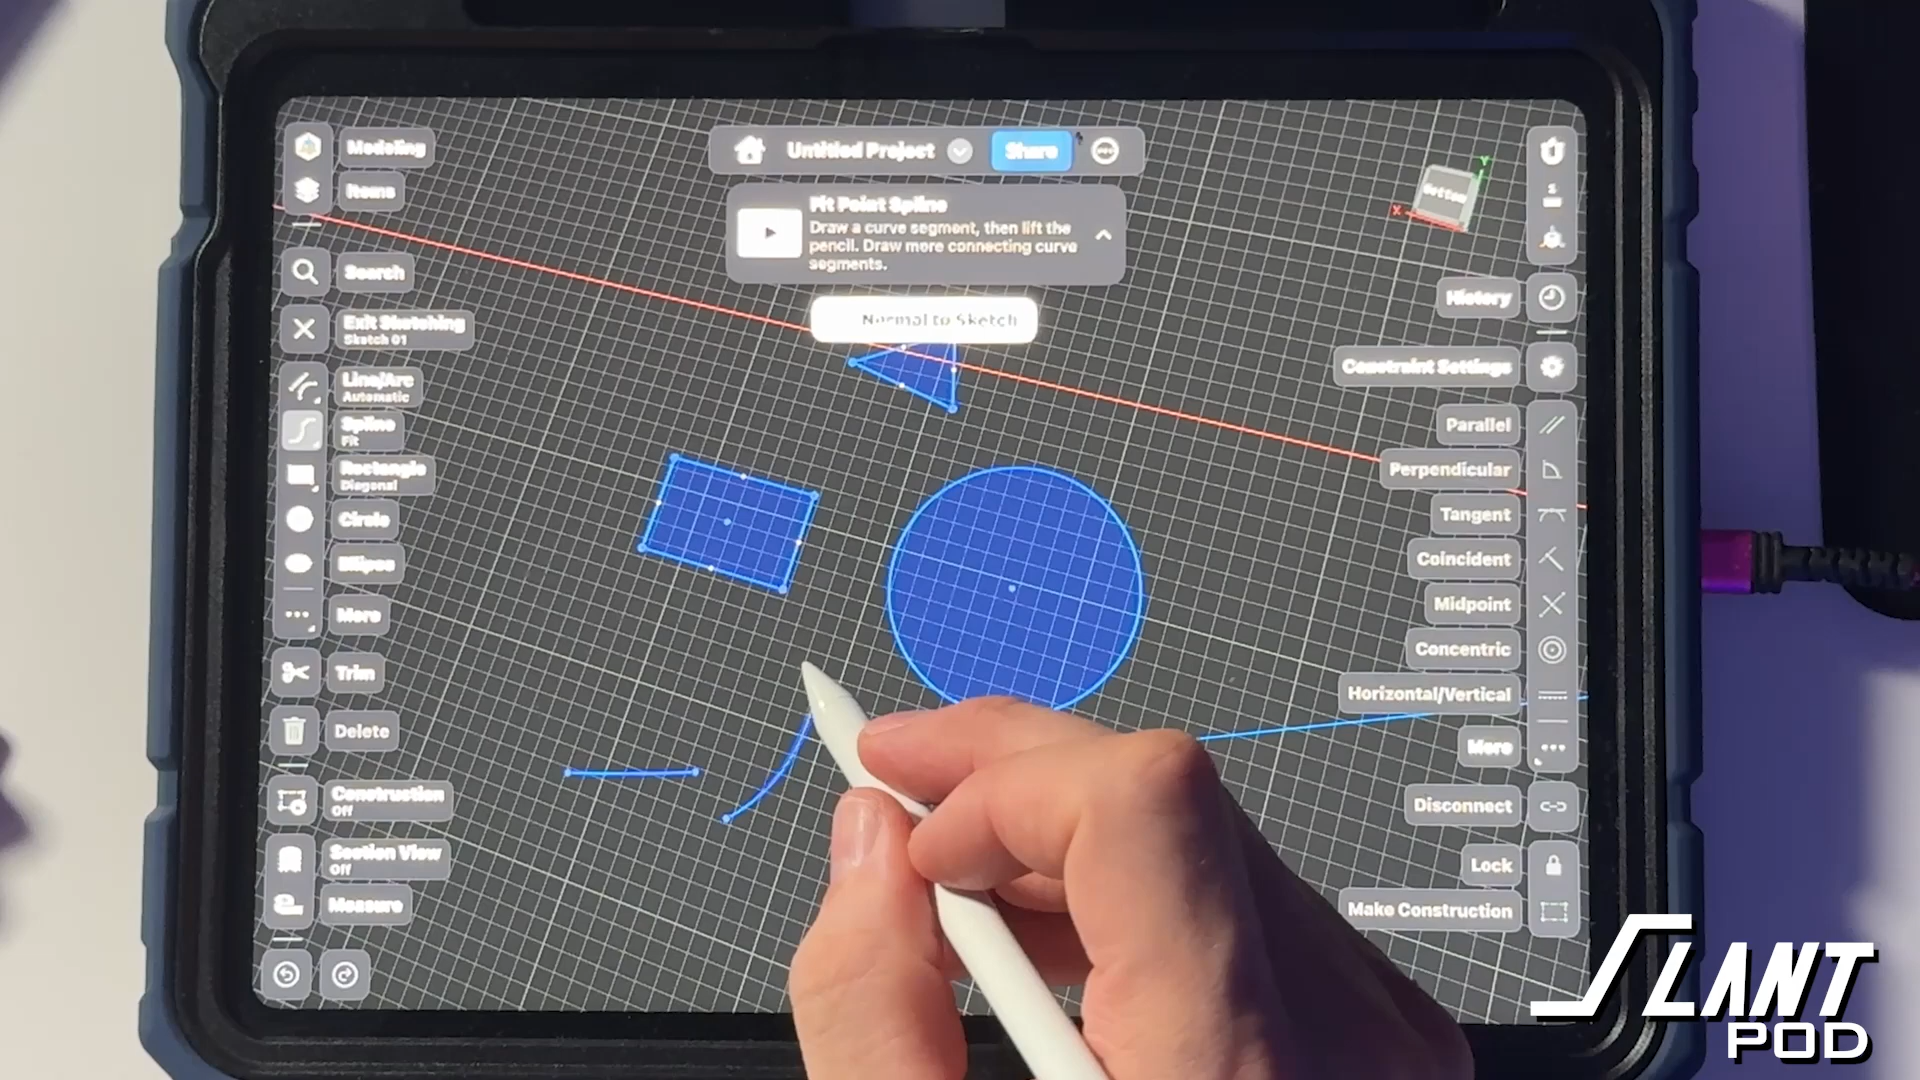 Modeling
Items
Untitled Project
Share
Fit Point Spline
Draw a curve segment, then lift the
pencil. Draw more connecting curve
segments.
Normal to Sketch
Bottom
Y
X
S
Search
Exit Sketching
Sketch 01
Line/Arc
Automatic
Spline
Fit
Rectangle
Diagonal
Circle
Ellipse
More
Trim
Delete
Construction
Off
Section View
Off
Measure
History
Constraint Settings
Parallel
Perpendicular
Tangent
Coincident
Midpoint
Concentric
Horizontal/Vertical
More
Disconnect
Lock
Make Construction
SLANT
POD